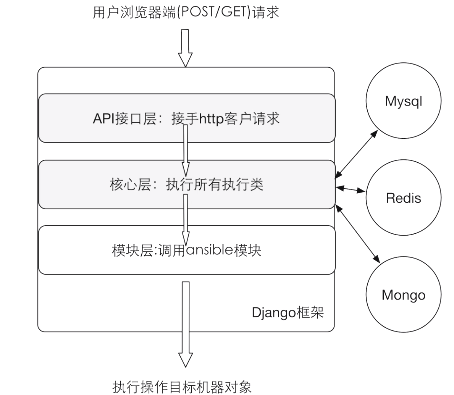 用户浏览器端(POST/GET)请求
API接口层：接手http客户请求
Mysql
核心层：执行所有执行类
Redis
模块层:调用ansible模块
Mongo
Django框架
执行操作目标机器对象